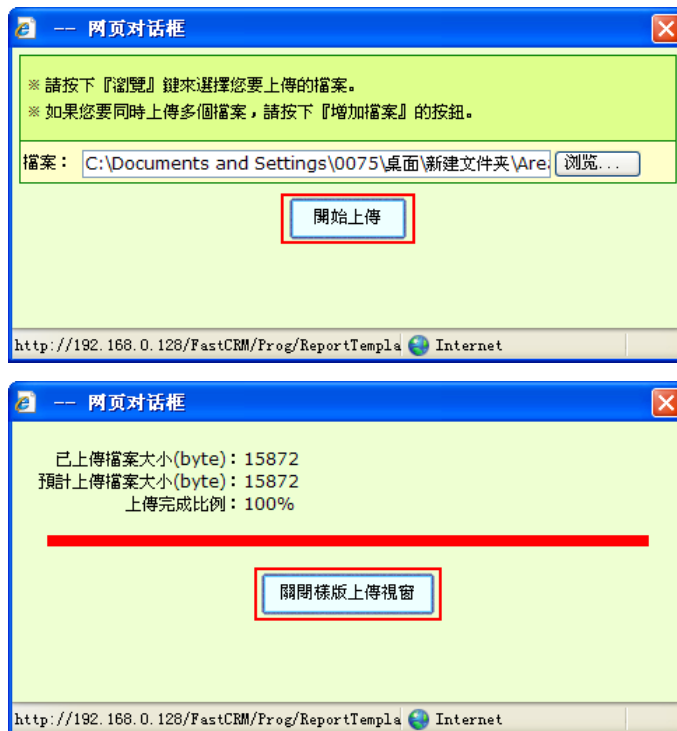 -- 网页对话框
※ 請按下『瀏覽』鍵來選擇您要上傳的檔案。
※ 如果您要同時上傳多個檔案，請按下『增加檔案』的按鈕。
檔案： C:\Documents and Settings\0075\桌面\新建文件夹\Area 浏览...
開始上傳
http://192.168.0.128/FastCRM/Prog/ReportTempla Internet
-- 网页对话框
已上傳檔案大小(byte)：15872
預計上傳檔案大小(byte)：15872
上傳完成比例：100%
關閉樣版上傳視窗
http://192.168.0.128/FastCRM/Prog/ReportTempla Internet